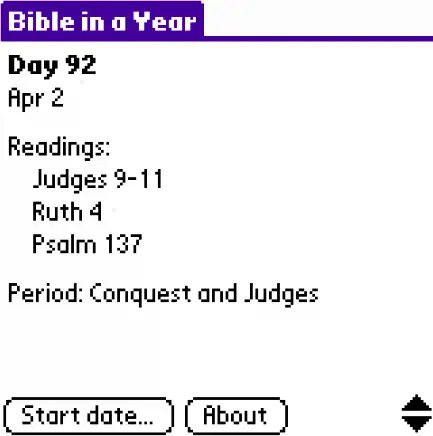 Bible in a Year
Day 92
Apr 2
Readings:
Judges 9-11
Ruth 4
Psalm 137
Period: Conquest and Judges
Start date... About